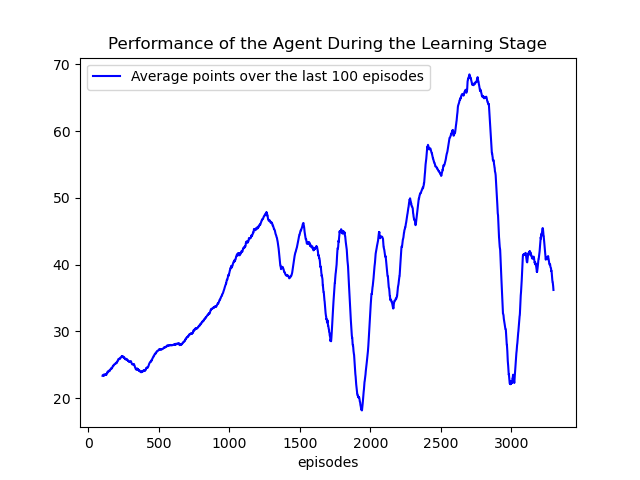 Performance of the Agent During the Learning Stage
Average points over the last 100 episodes
70
60
50
40
30
20
0 500 1000 1500 2000 2500 3000
episodes